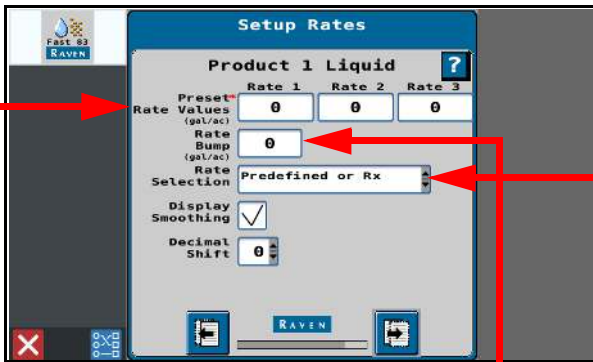 Setup Rates
Fast 83
RAVEN
Product 1 Liquid ?
Rate 1 Rate 2 Rate 3
Preset* 
Rate Values 0 0 0
(gal/ac)
Rate
Bump 0
(gal/ac)
Rate
Selection Predefined or Rx
Display
Smoothing
Decimal
Shift 0
RAVEN